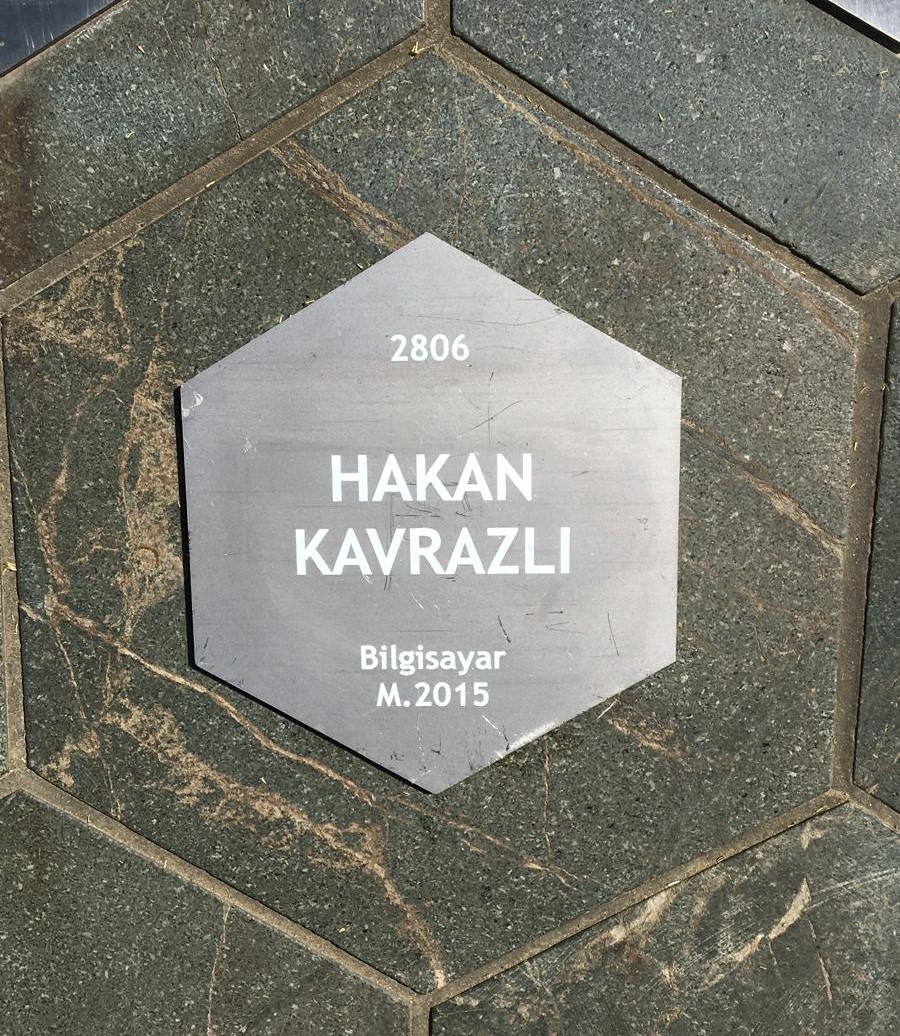 2806
HAKAN
KAVRAZLI
Bilgisayar
M.2015